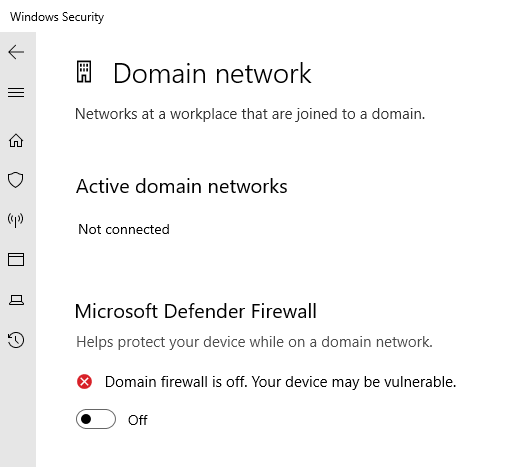 Windows Security
Domain network
Networks at a workplace that are joined to a domain.
Active domain networks
Not connected
Microsoft Defender Firewall
Helps protect your device while on a domain network.
Domain firewall is off. Your device may be vulnerable.
Off